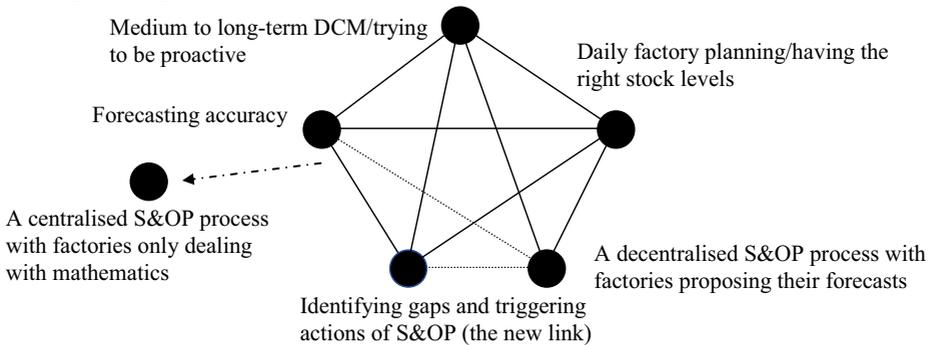 Medium to long-term DCM/trying
to be proactive
Daily factory planning/having the
right stock levels
Forecasting accuracy
A centralised S&OP process
with factories only dealing
with mathematics
A decentralised S&OP process with
factories proposing their forecasts
Identifying gaps and triggering
actions of S&OP (the new link)